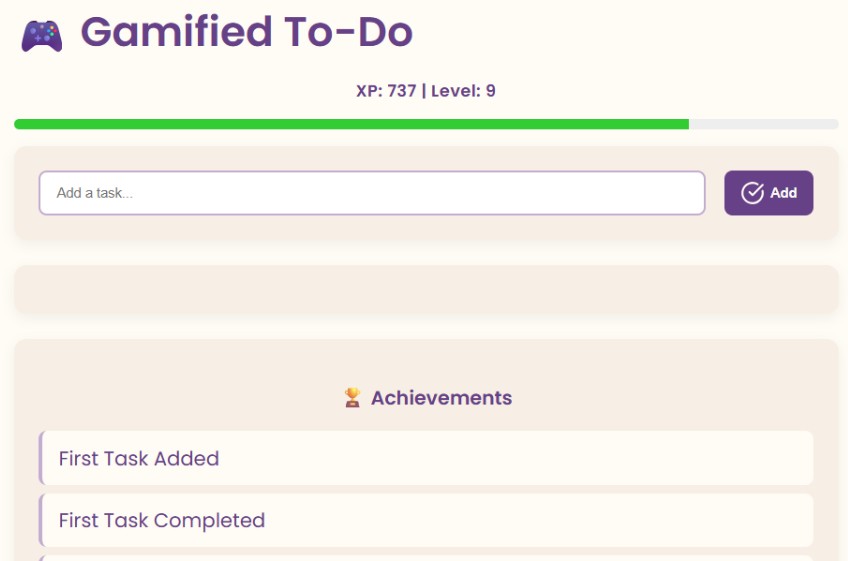 Gamified To-Do
XP: 737 | Level: 9
Add a task...
Add
Achievements
First Task Added
First Task Completed